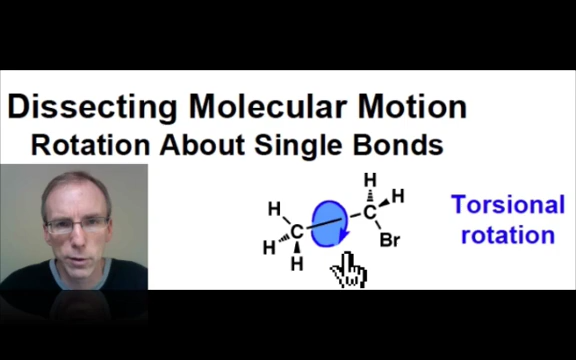 Dissecting Molecular Motion
Rotation About Single Bonds
H
H
H
C
C
H
H
Br
Torsional
rotation